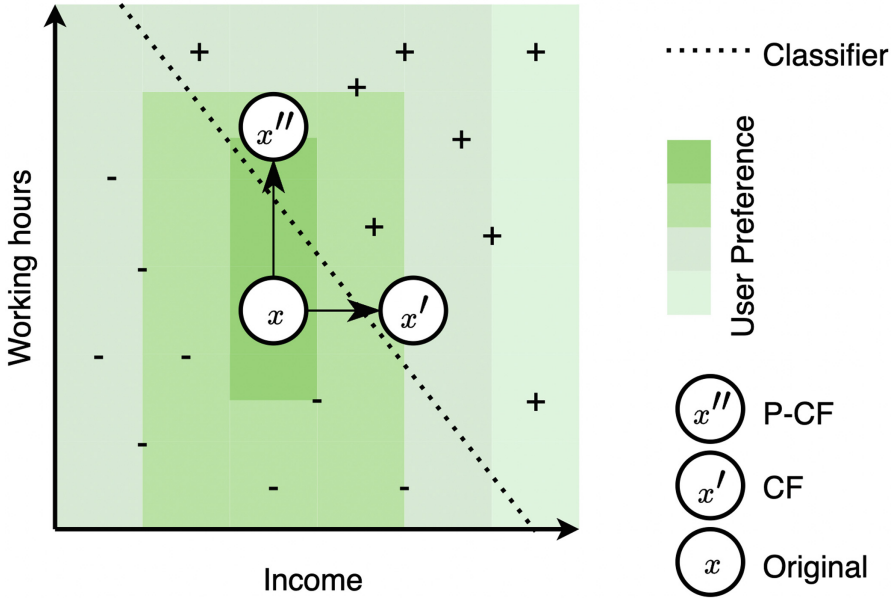 + + +
+
+
-
+
+
-
- -
-
+
-
- -
x″
x
x′
Working hours
Income
Classifier
User Preference
x″ P-CF
x′ CF
x Original